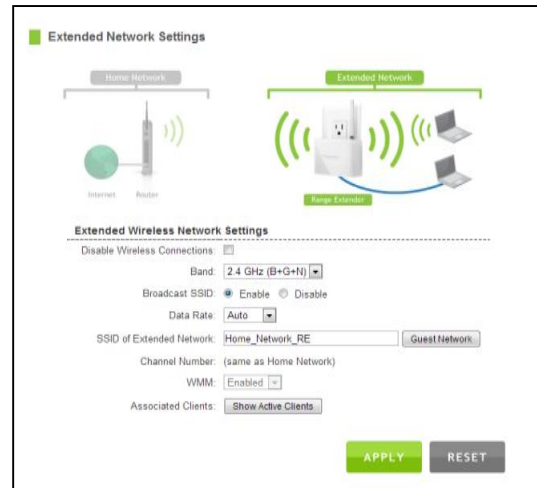 Extended Network Settings
Home Network
Extended Network
Internet
Router
Range Extender
Extended Wireless Network Settings
Disable Wireless Connections:
Band: 2.4 GHz (B+G+N)
Broadcast SSID: Enable Disable
Data Rate: Auto
SSID of Extended Network: Home_Network_RE Guest Network
Channel Number: (same as Home Network)
WMM: Enabled
Associated Clients: Show Active Clients
APPLY RESET